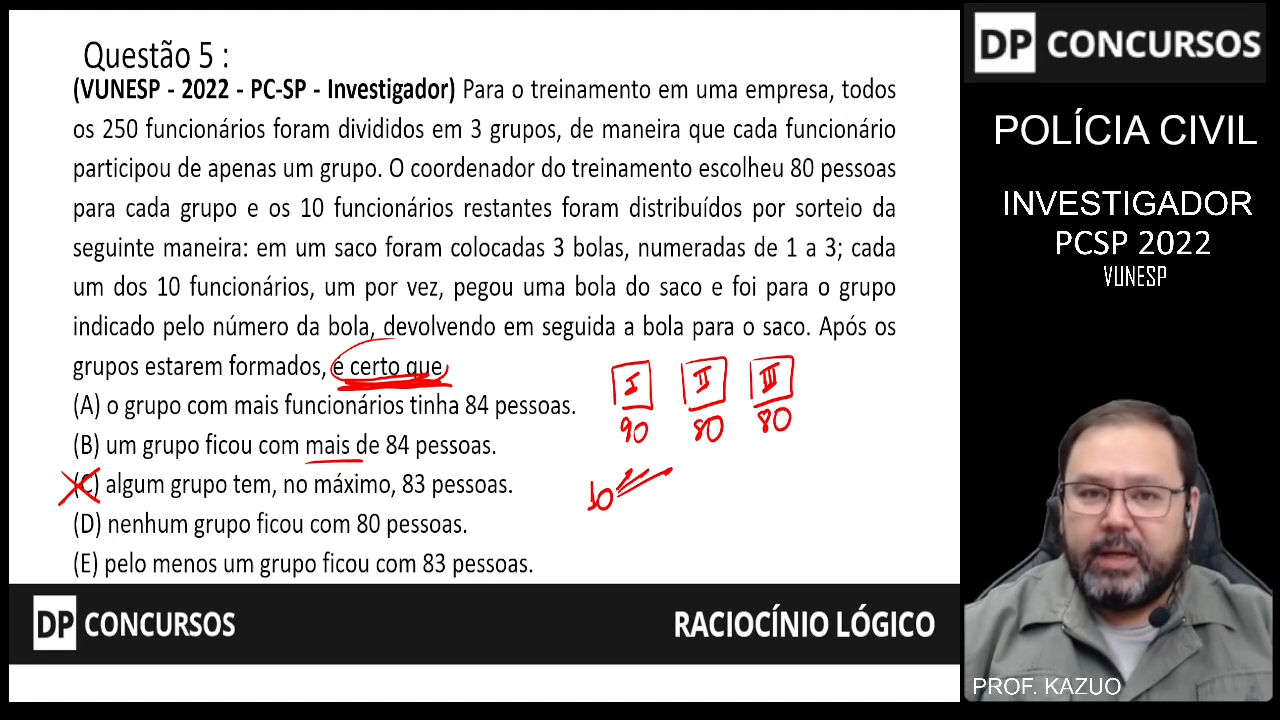 Questão 5 :
(VUNESP - 2022 - PC-SP - Investigador) Para o treinamento em uma empresa, todos
os 250 funcionários foram divididos em 3 grupos, de maneira que cada funcionário
participou de apenas um grupo. O coordenador do treinamento escolheu 80 pessoas
para cada grupo e os 10 funcionários restantes foram distribuídos por sorteio da
seguinte maneira: em um saco foram colocadas 3 bolas, numeradas de 1 a 3; cada
um dos 10 funcionários, um por vez, pegou uma bola do saco e foi para o grupo
indicado pelo número da bola, devolvendo em seguida a bola para o saco. Após os
grupos estarem formados, é certo que
(A) o grupo com mais funcionários tinha 84 pessoas.
(B) um grupo ficou com mais de 84 pessoas.
(C) algum grupo tem, no máximo, 83 pessoas.
(D) nenhum grupo ficou com 80 pessoas.
(E) pelo menos um grupo ficou com 83 pessoas.
I II III
90 80 80
10
DP CONCURSOS
RACIOCÍNIO LÓGICO
DP CONCURSOS
POLÍCIA CIVIL
INVESTIGADOR
PCSP 2022
VUNESP
PROF. KAZUO